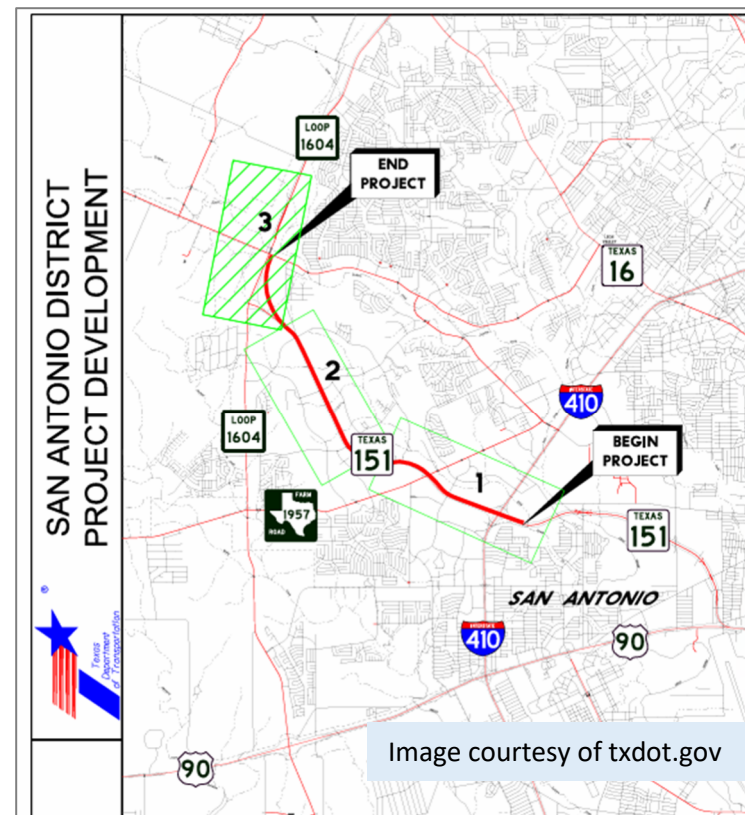 SAN ANTONIO DISTRICT
PROJECT DEVELOPMENT
®
Texas
Department
of Transportation
LOOP
1604
END
PROJECT
3
TEXAS
16
2
INTERSTATE
410
LOOP
1604
TEXAS
151
BEGIN
PROJECT
1
FARM
1957
ROAD
TEXAS
151
SAN ANTONIO
INTERSTATE
410
90
90
Image courtesy of txdot.gov